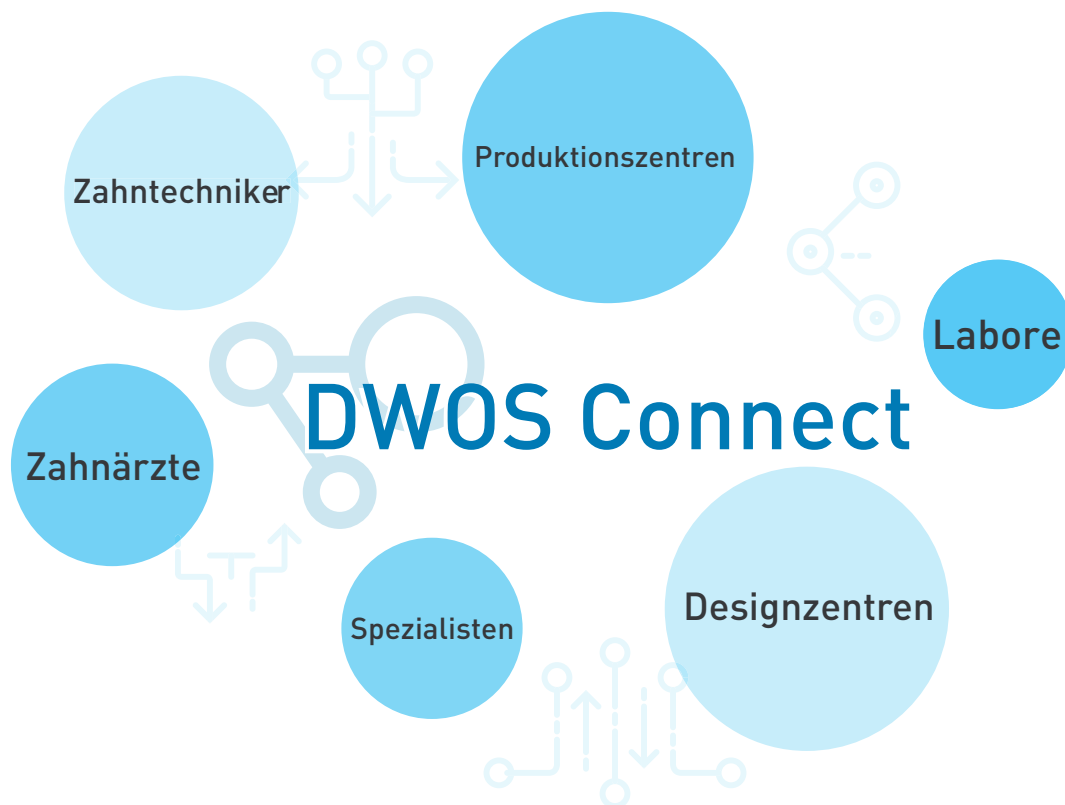 Produktionszentren
Zahntechniker
Labore
DWOS Connect
Zahnärzte
Designzentren
Spezialisten